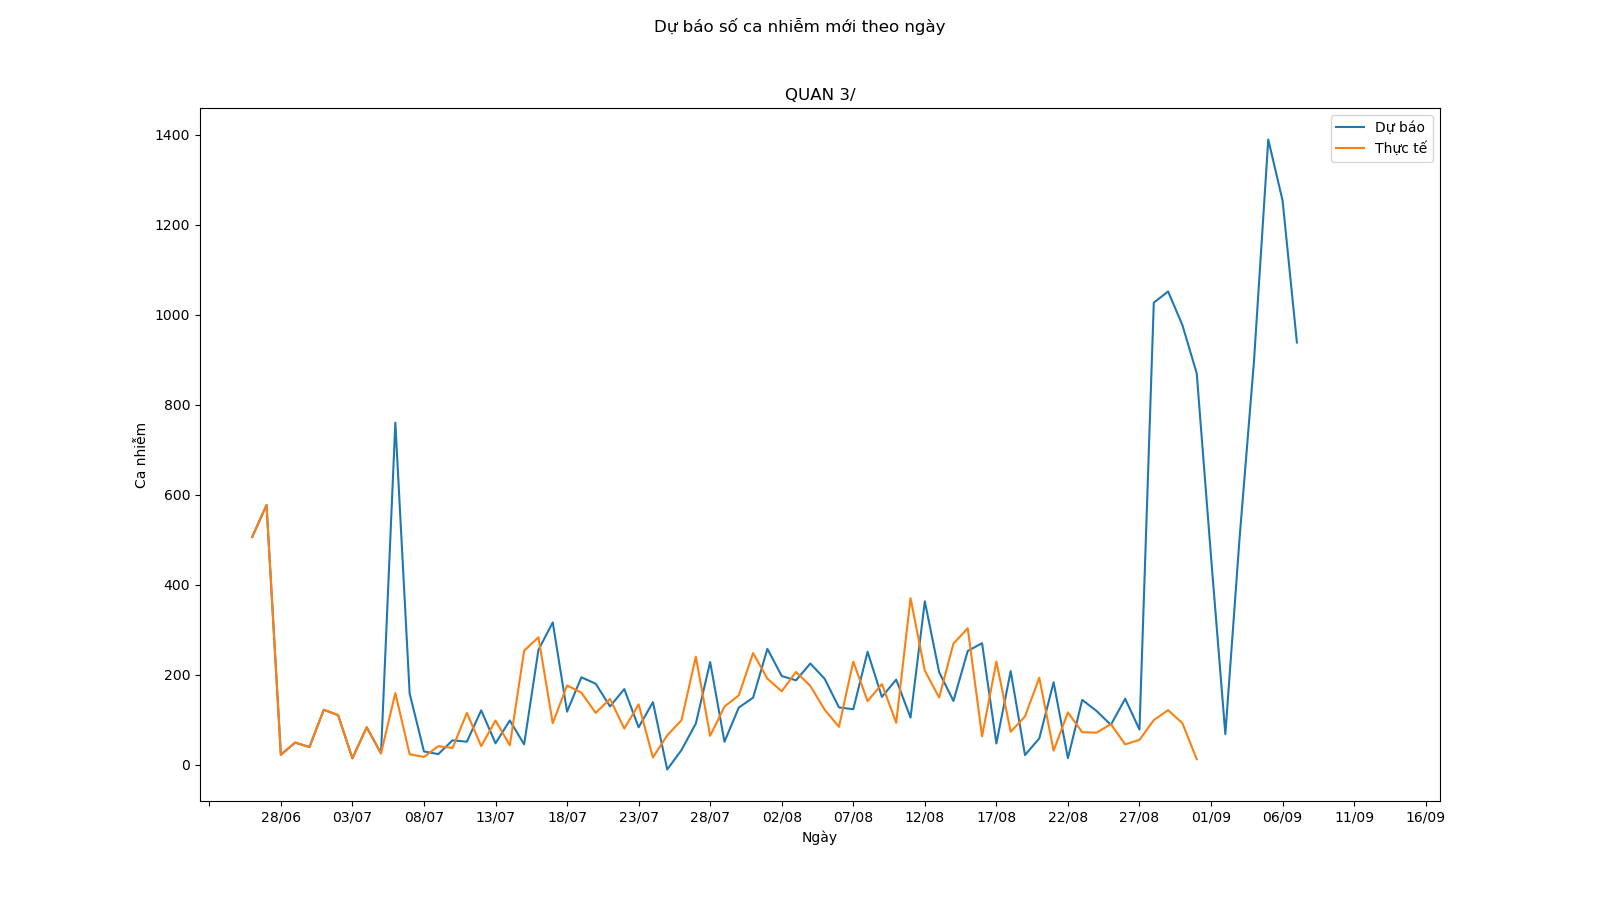 Dự báo số ca nhiễm mới theo ngày
QUAN 3/
Dự báo
Thực tế
1400
1200
1000
800
600
400
200
0
Ca nhiễm
28/06 03/07 08/07 13/07 18/07 23/07 28/07 02/08 07/08 12/08 17/08 22/08 27/08 01/09 06/09 11/09 16/09
Ngày